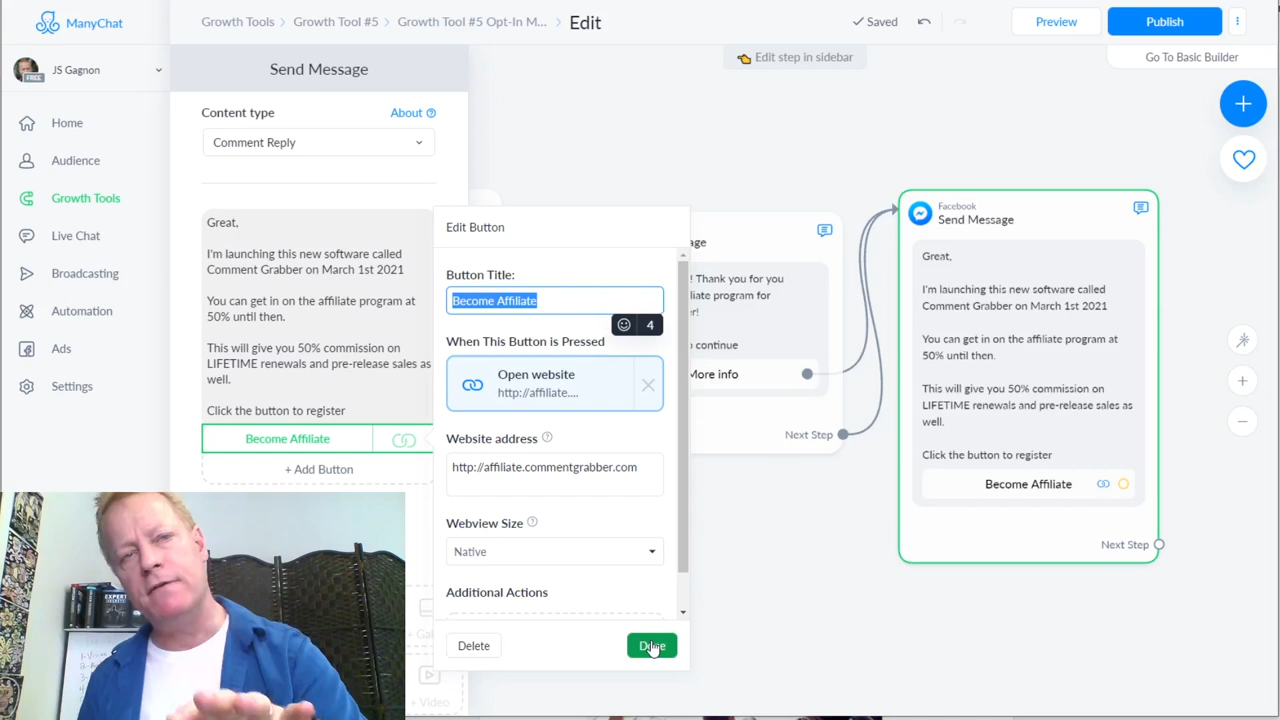 ManyChat
Growth Tools
Growth Tool #5
Growth Tool #5 Opt-In M...
Edit
Saved
Preview
Publish
JS Gagnon
FREE
Send Message
Edit step in sidebar
Go To Basic Builder
Home
Audience
Growth Tools
Live Chat
Broadcasting
Automation
Ads
Settings
Content type
About
Comment Reply
Great,
I'm launching this new software called
Comment Grabber on March 1st 2021
You can get in on the affiliate program at
50% until then.
This will give you 50% commission on
LIFETIME renewals and pre-release sales as
well.
Click the button to register
Become Affiliate
+ Add Button
+ Video
Edit Button
Button Title:
Become Affiliate
4
When This Button is Pressed
Open website
http://affiliate....
Website address
http://affiliate.commentgrabber.com
Webview Size
Native
Additional Actions
Delete
Done
! Thank you for you
liate program for
er!
o continue
More info
Next Step
Facebook
Send Message
Great,
I'm launching this new software called
Comment Grabber on March 1st 2021
You can get in on the affiliate program at
50% until then.
This will give you 50% commission on
LIFETIME renewals and pre-release sales as
well.
Click the button to register
Become Affiliate
Next Step
EXPERT
SECRETS